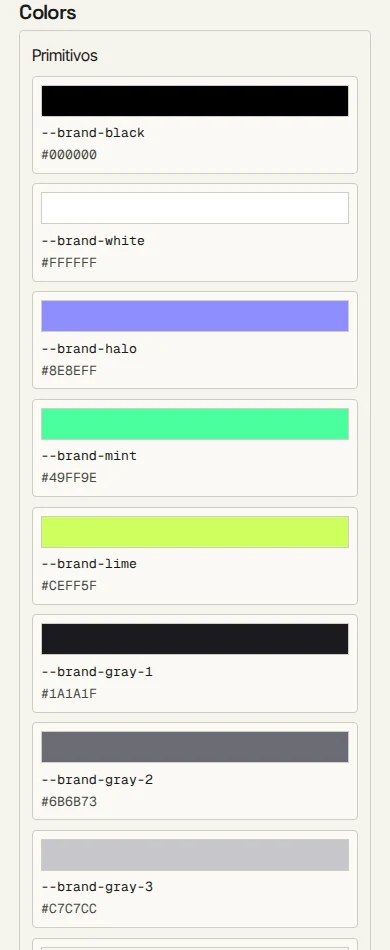 Colors
Primitivos
--brand-black
#000000
--brand-white
#FFFFFF
--brand-halo
#8E8EFF
--brand-mint
#49FF9E
--brand-lime
#CEFF5F
--brand-gray-1
#1A1A1F
--brand-gray-2
#6B6B73
--brand-gray-3
#C7C7CC